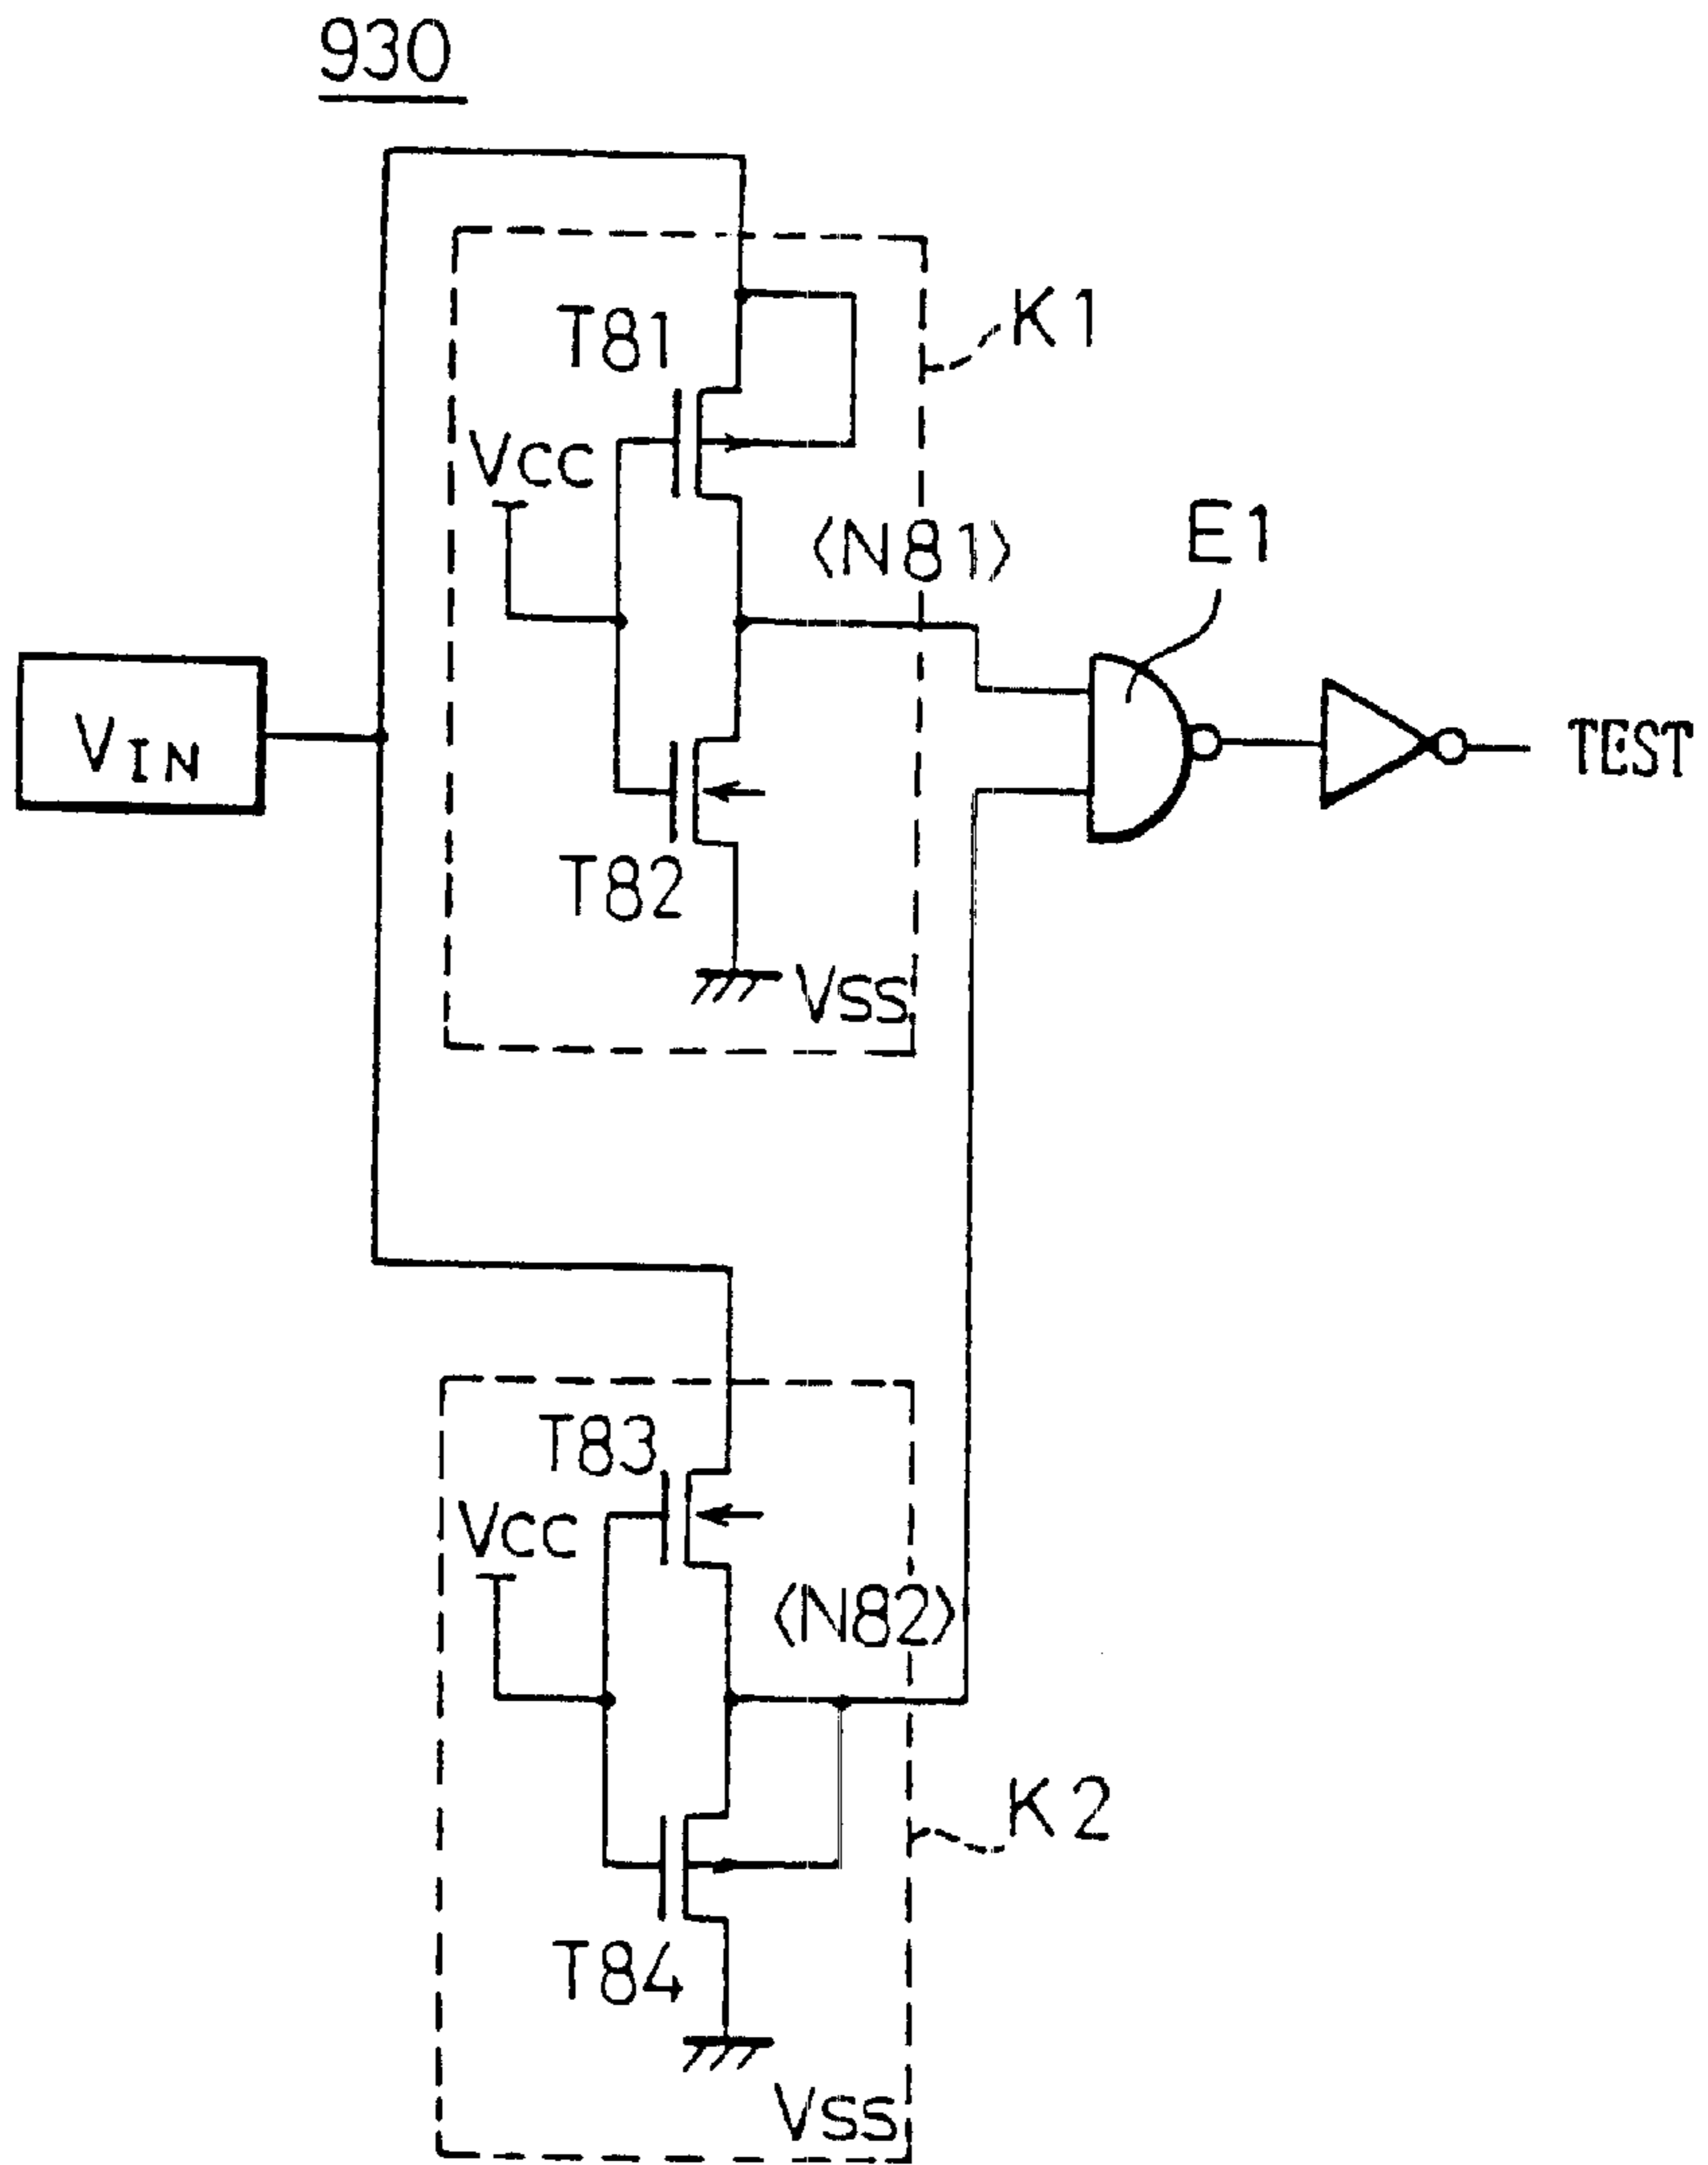 930
K1
T81
VCC
⟨N81⟩
E1
VIN
TEST
T82
VSS
T83
VCC
⟨N82⟩
K2
T84
VSS